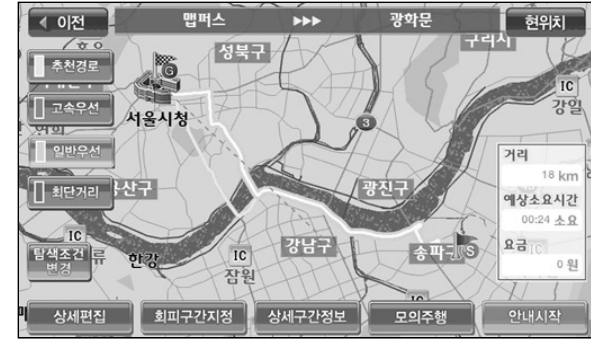 이전
맵퍼스
광화문
현위치
추천경로
성북구
G
구리시
고속우선
서울시청
IC
강일
3
일반우선
거리
18 km
최단거리
용산구
광진구
예상소요시간
00:24 소요
IC
탐색조건
변경
한강
IC
잠원
강남구
송파구
S
요금
IC
0 원
IC
상세편집
회피구간지정
상세구간정보
모의주행
안내시작